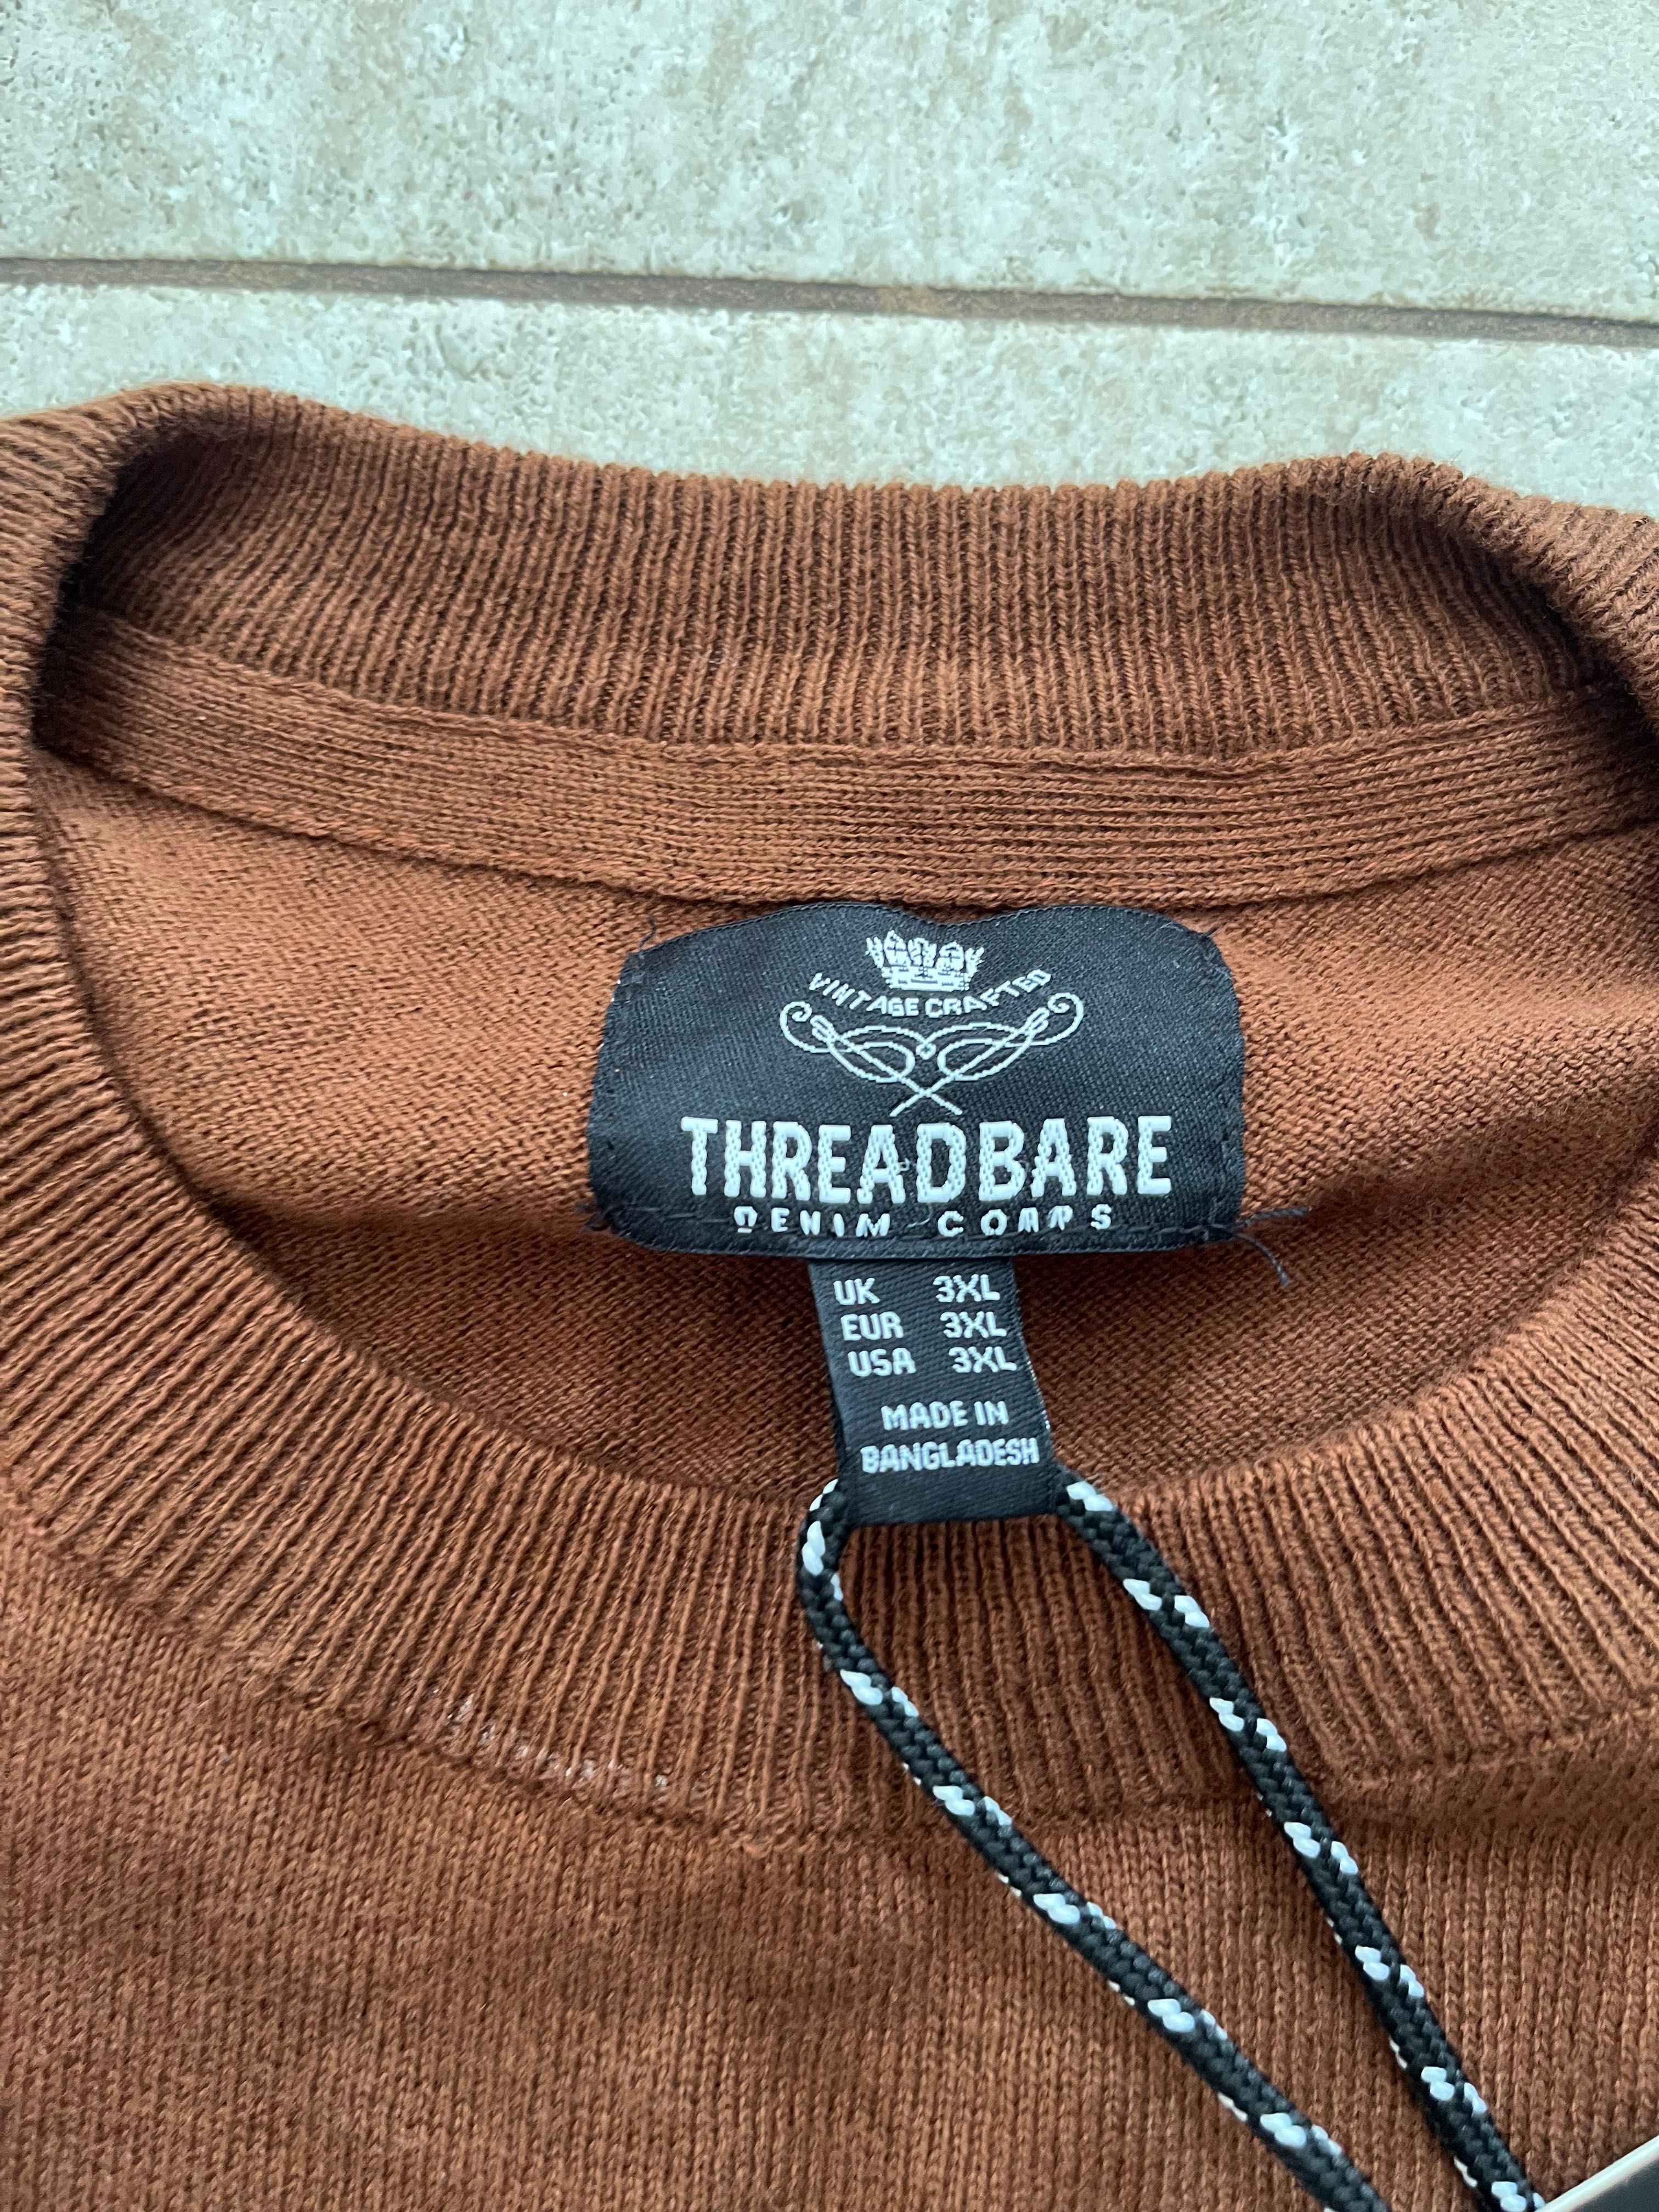 VINTAGE CRAFTED
THREADBARE
DENIM CORPS
UK 3XL
EUR 3XL
USA 3XL
MADE IN
BANGLADESH